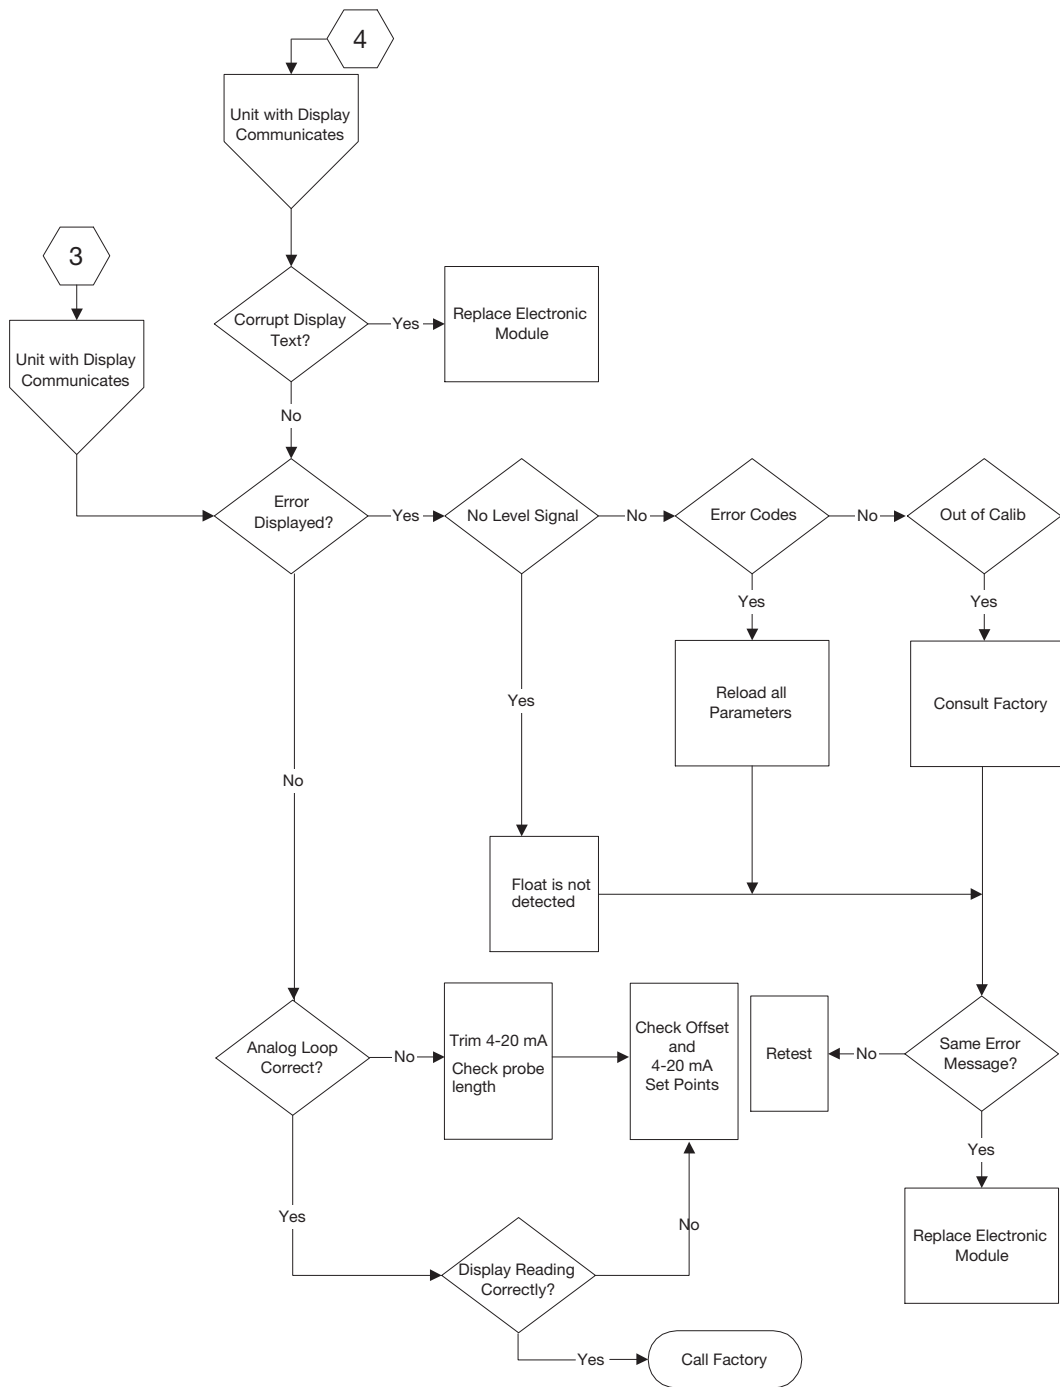 4
Unit with Display
Communicates
3
Unit with Display
Communicates
Corrupt Display
Text?
Yes
Replace Electronic
Module
No
Error
Displayed?
Yes
No Level Signal
No
Error Codes
No
Out of Calib
Yes
Yes
Yes
Reload all
Parameters
Consult Factory
No
Float is not
detected
Analog Loop
Correct?
No
Trim 4-20 mA
Check probe
length
Check Offset
and
4-20 mA
Set Points
Retest
No
Same Error
Message?
Yes
Replace Electronic
Module
Yes
No
Display Reading
Correctly?
Yes
Call Factory